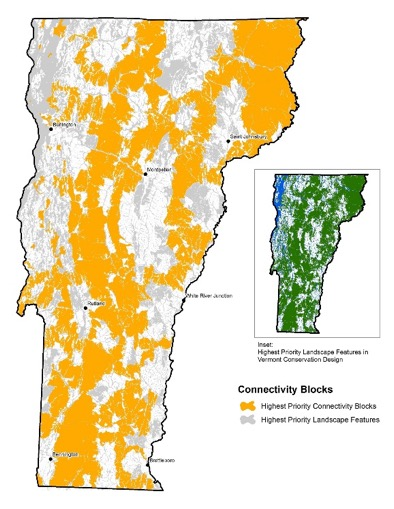 Burlington
Saint Johnsbury
Montpelier
White River Junction
Rutland
Bennington
Brattleboro
Inset:
Highest Priority Landscape Features in
Vermont Conservation Design
Connectivity Blocks
Highest Priority Connectivity Blocks
Highest Priority Landscape Features